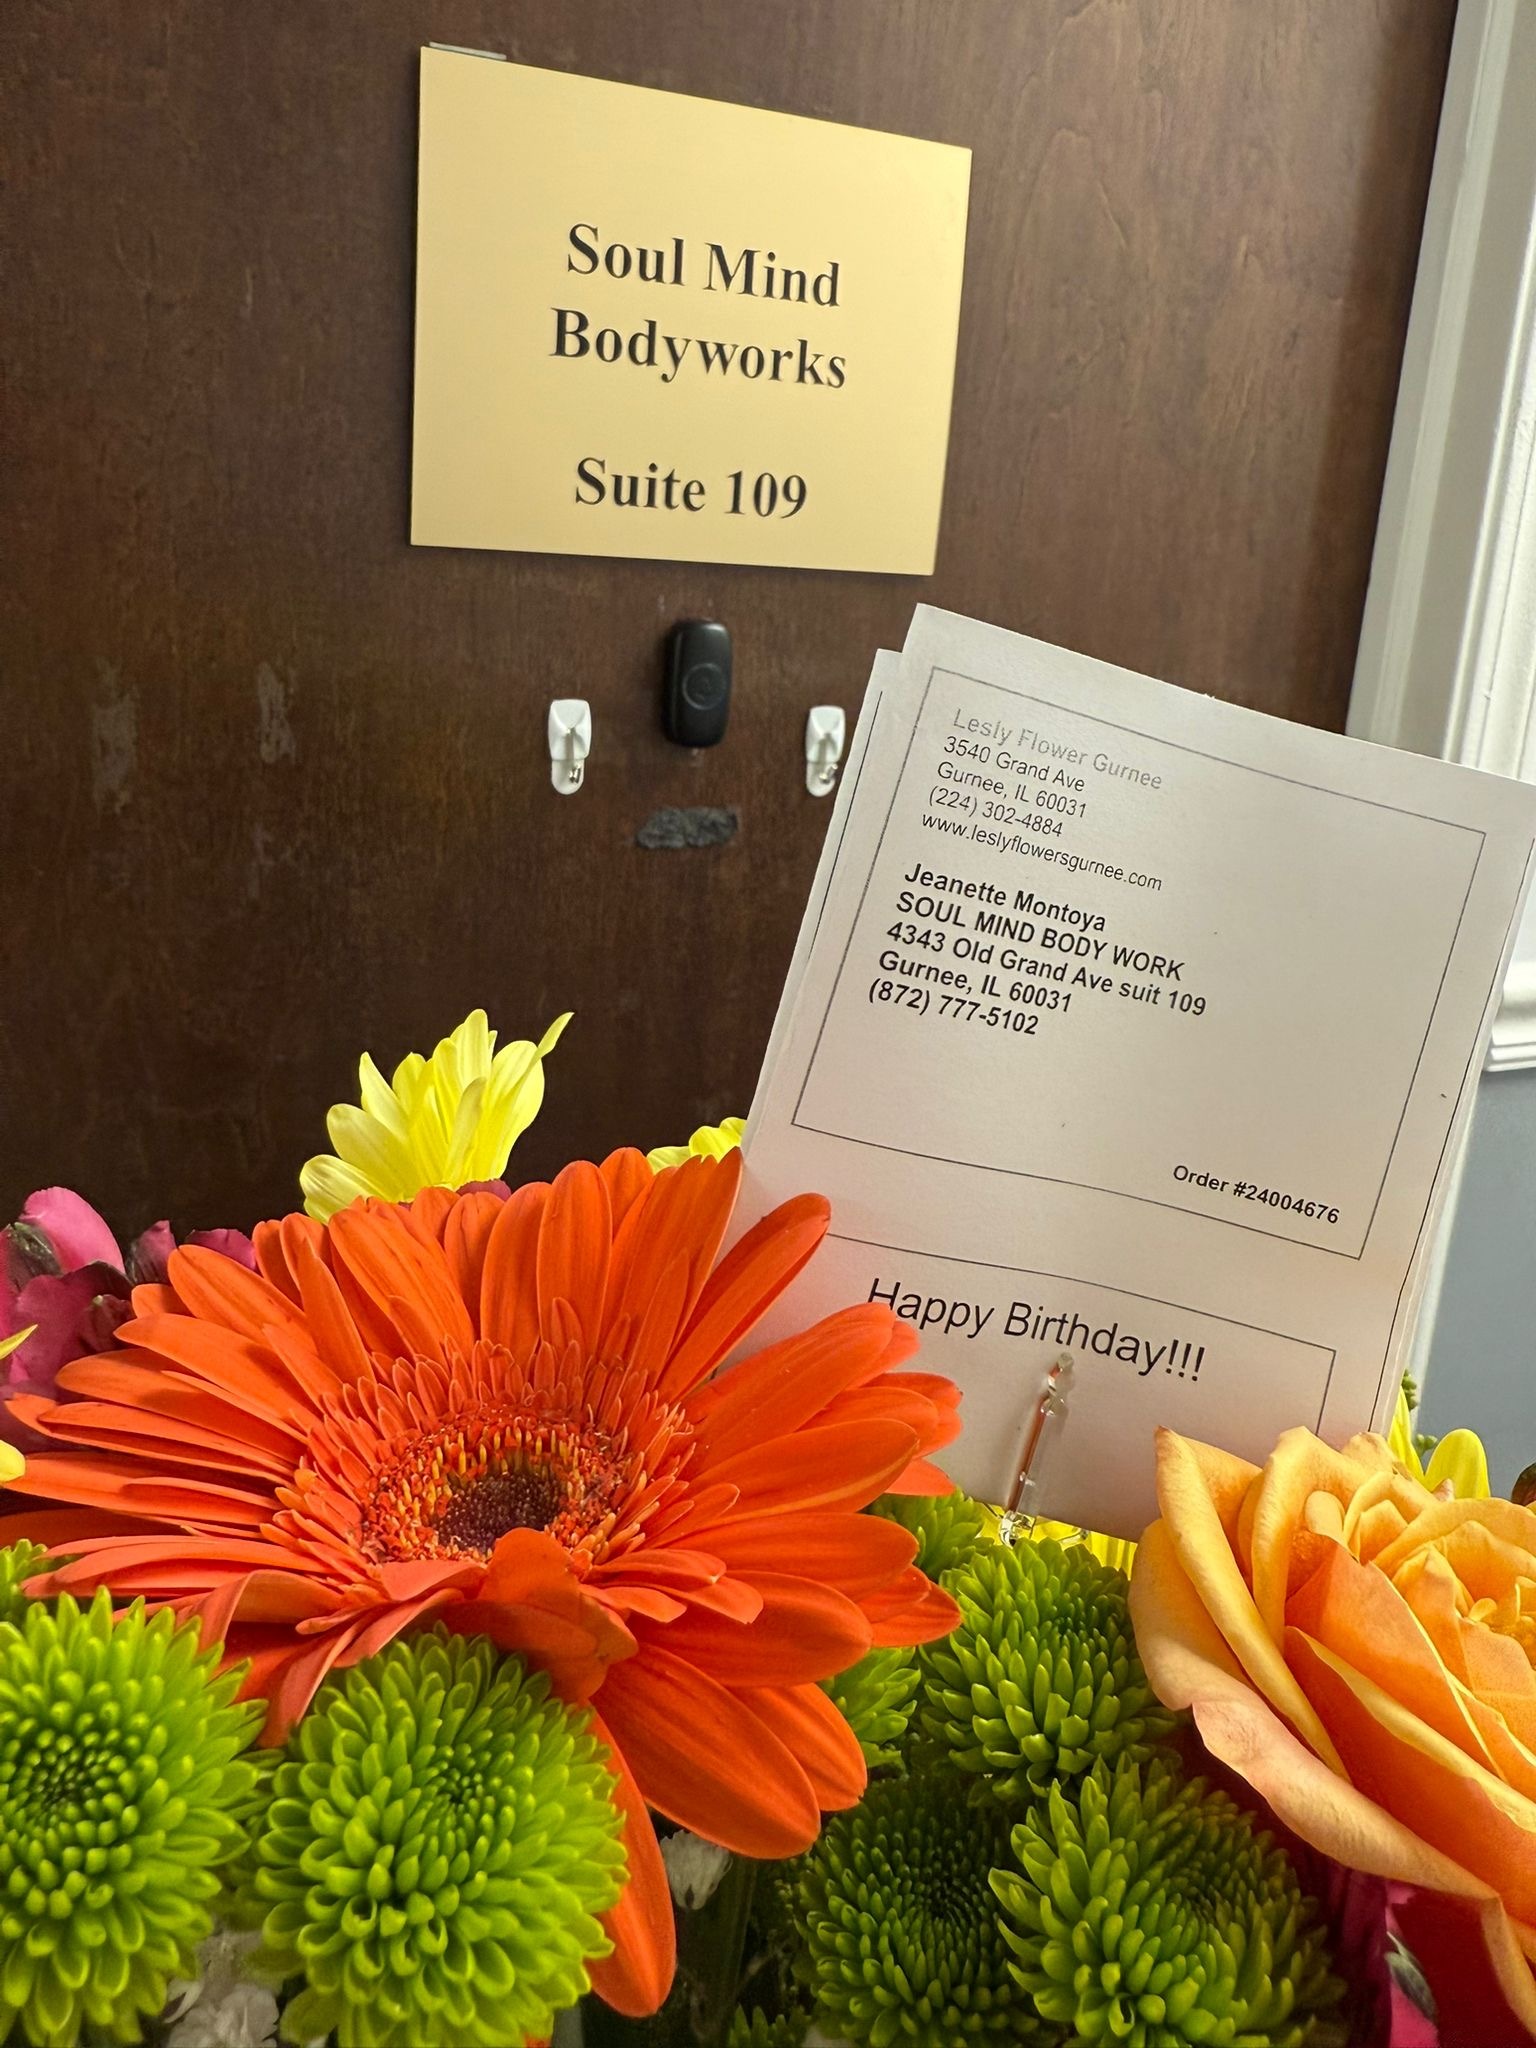 Soul Mind
Bodyworks
Suite 109
Lesly Flower Gurnee
3540 Grand Ave
Gurnee, IL 60031
(224) 302-4884
www.leslyflowersgurnee.com
Jeanette Montoya
SOUL MIND BODY WORK
4343 Old Grand Ave suit 109
Gurnee, IL 60031
(872) 777-5102
Order #24004676
Happy Birthday!!!